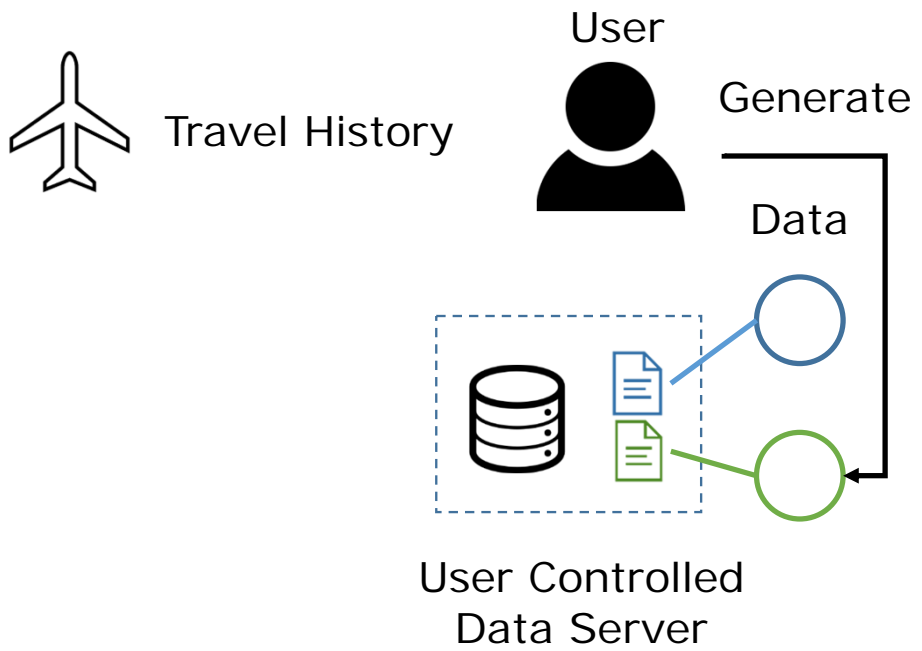 User
Generate
Travel History
Data
User Controlled
Data Server